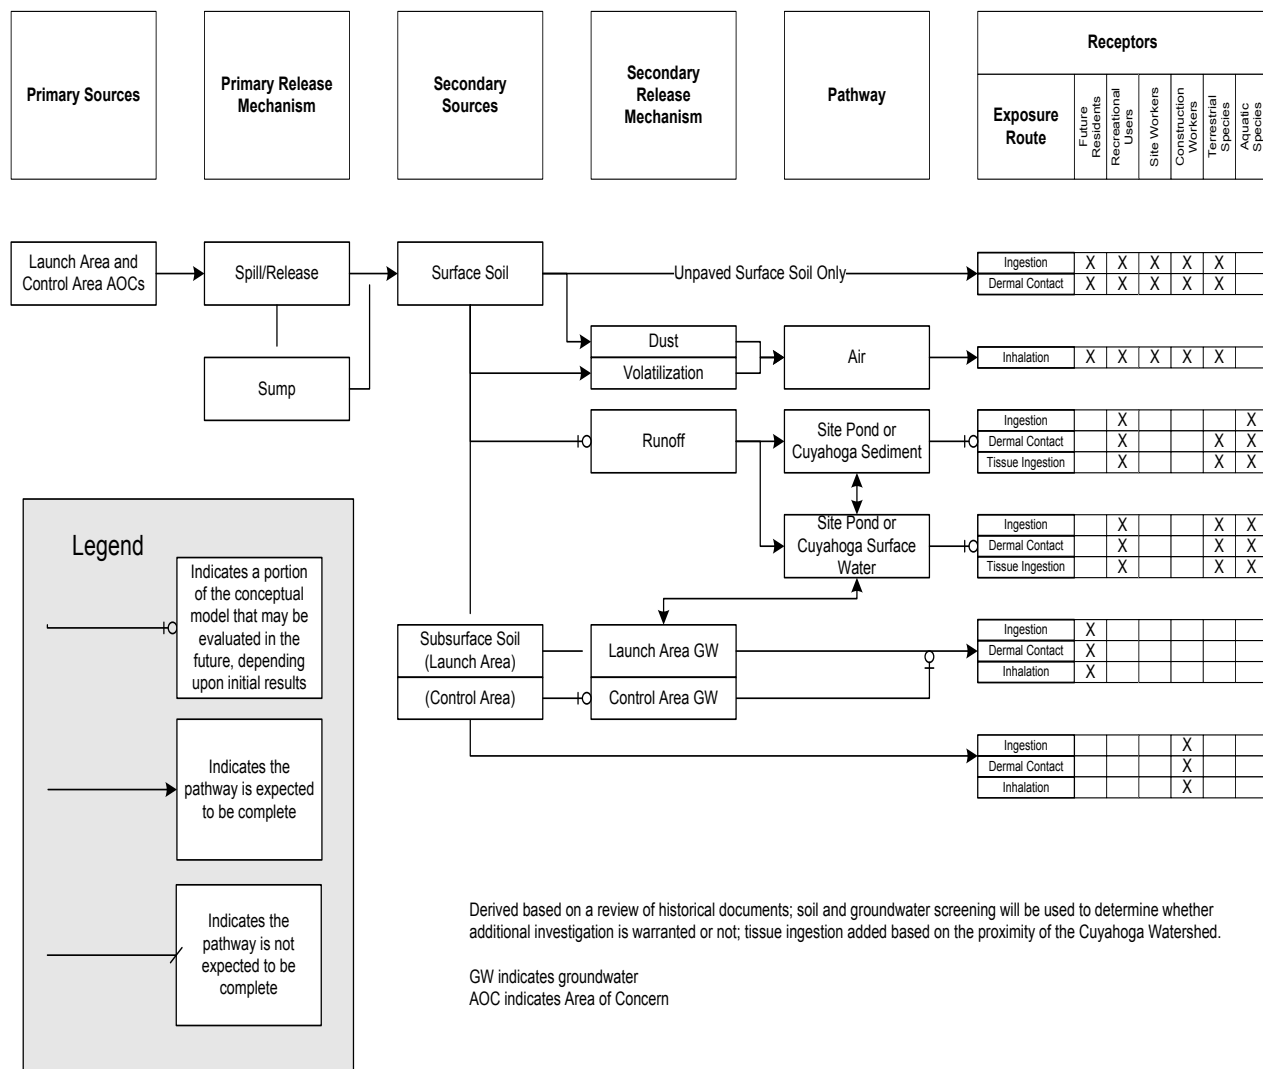 Primary Sources
Primary Release
Mechanism
Secondary
Sources
Secondary
Release
Mechanism
Pathway
Receptors
Exposure
Route
Future
Residents
Recreational
Users
Site Workers
Construction
Workers
Terrestrial
Species
Aquatic
Species
Launch Area and
Control Area AOCs
Spill/Release
Surface Soil
Unpaved Surface Soil Only
Ingestion X X X X X
Dermal Contact X X X X X
Sump
Dust
Volatilization
Air
Inhalation X X X X X
Runoff
Site Pond or
Cuyahoga Sediment
Ingestion X X
Dermal Contact X X X
Tissue Ingestion X X X
Site Pond or
Cuyahoga Surface
Water
Ingestion X X X
Dermal Contact X X X
Tissue Ingestion X X X
Subsurface Soil
(Launch Area)
(Control Area)
Launch Area GW
Control Area GW
Ingestion X
Dermal Contact X
Inhalation X
Ingestion X
Dermal Contact X
Inhalation X
Legend
Indicates a portion
of the conceptual
model that may be
evaluated in the
future, depending
upon initial results
Indicates the
pathway is expected
to be complete
Indicates the
pathway is not
expected to be
complete
Derived based on a review of historical documents; soil and groundwater screening will be used to determine whether
additional investigation is warranted or not; tissue ingestion added based on the proximity of the Cuyahoga Watershed.
GW indicates groundwater
AOC indicates Area of Concern